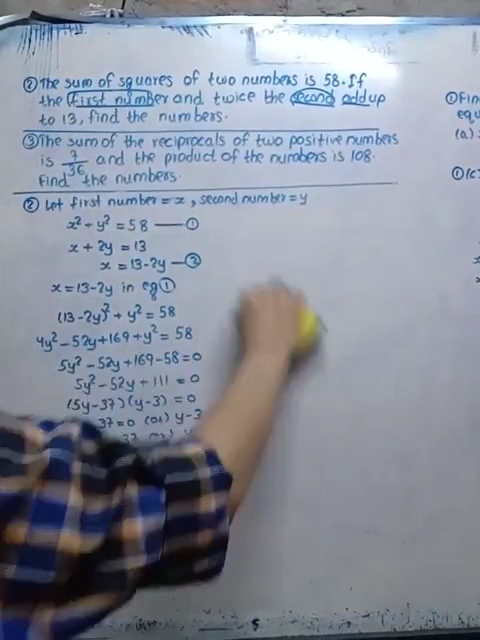 ② The sum of squares of two numbers is 58. If
the first number and twice the second add up
to 13, find the numbers.
③ The sum of the reciprocals of two positive numbers
is 7/36 and the product of the numbers is 108.
Find the numbers.
② Let first number = x, second number = y
x² + y² = 58 — ①
x + 2y = 13
x = 13-2y — ②
x = 13-2y in eq ①
(13-2y)² + y² = 58
4y² - 52y + 169 + y² = 58
5y² - 52y + 169 - 58 = 0
5y² - 52y + 111 = 0
(5y-37)(y-3) = 0
37 = 0 (or) y-3
① Fin
equ
(a)
①(c)